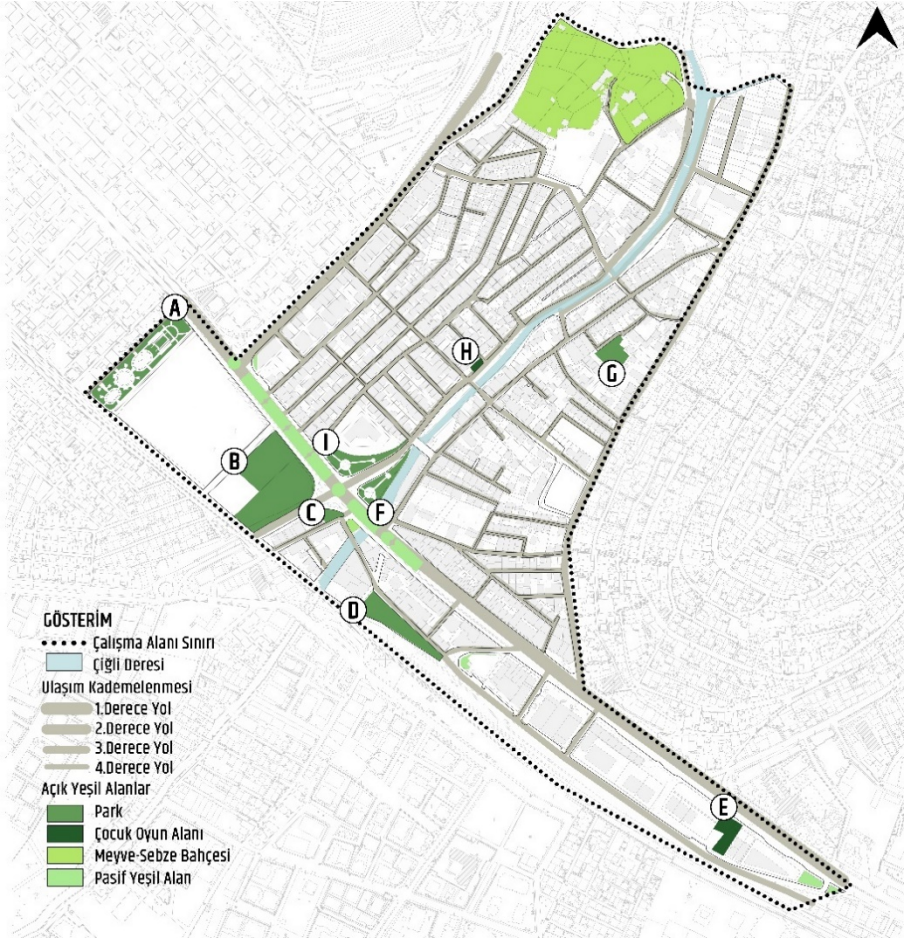 A
H
G
I
B
C
F
D
GÖSTERİM
Çalışma Alanı Sınırı
Çiğli Deresi
Ulaşım Kademelenmesi
1.Derece Yol
2.Derece Yol
3.Derece Yol
4.Derece Yol
Açık Yeşil Alanlar
Park
Çocuk Oyun Alanı
Meyve-Sebze Bahçesi
Pasif Yeşil Alan
E